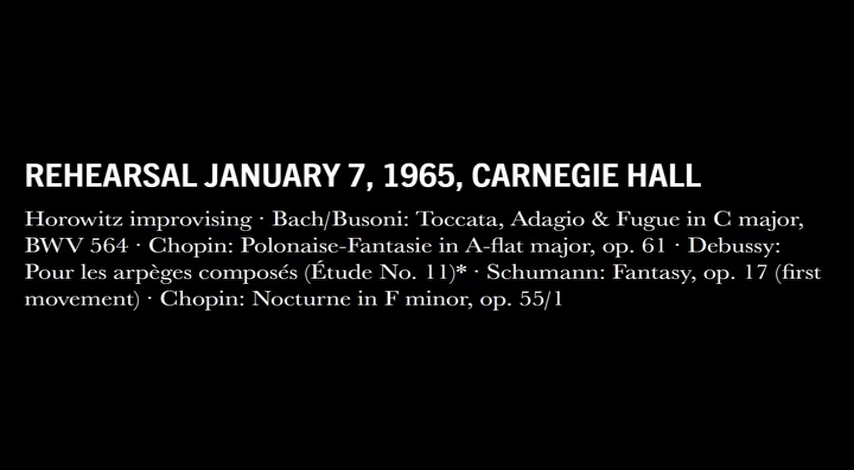 REHEARSAL JANUARY 7, 1965, CARNEGIE HALL
Horowitz improvising · Bach/Busoni: Toccata, Adagio & Fugue in C major,
BWV 564 · Chopin: Polonaise-Fantasie in A-flat major, op. 61 · Debussy:
Pour les arpèges composés (Étude No. 11)* · Schumann: Fantasy, op. 17 (first
movement) · Chopin: Nocturne in F minor, op. 55/1